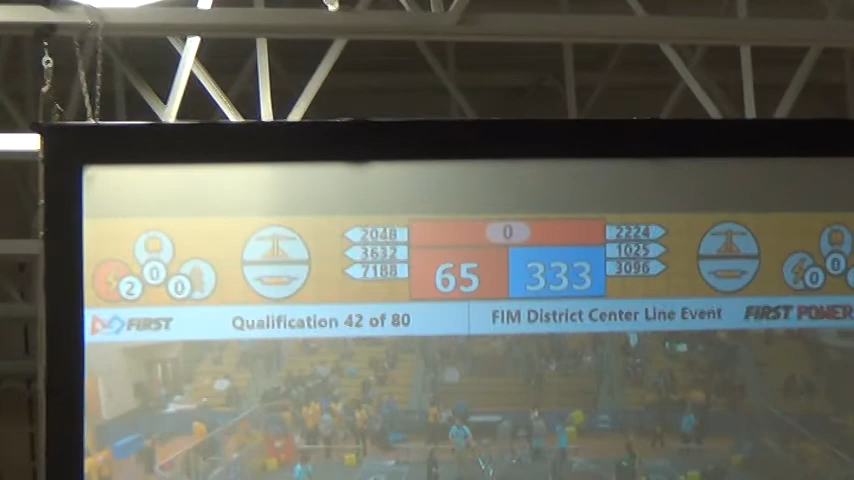 2048 0 2224
3632 1025
7188 65 333 3096
0 2 0 0 0
FIRST Qualification 42 of 80 FIM District Center Line Event FIRST POWER